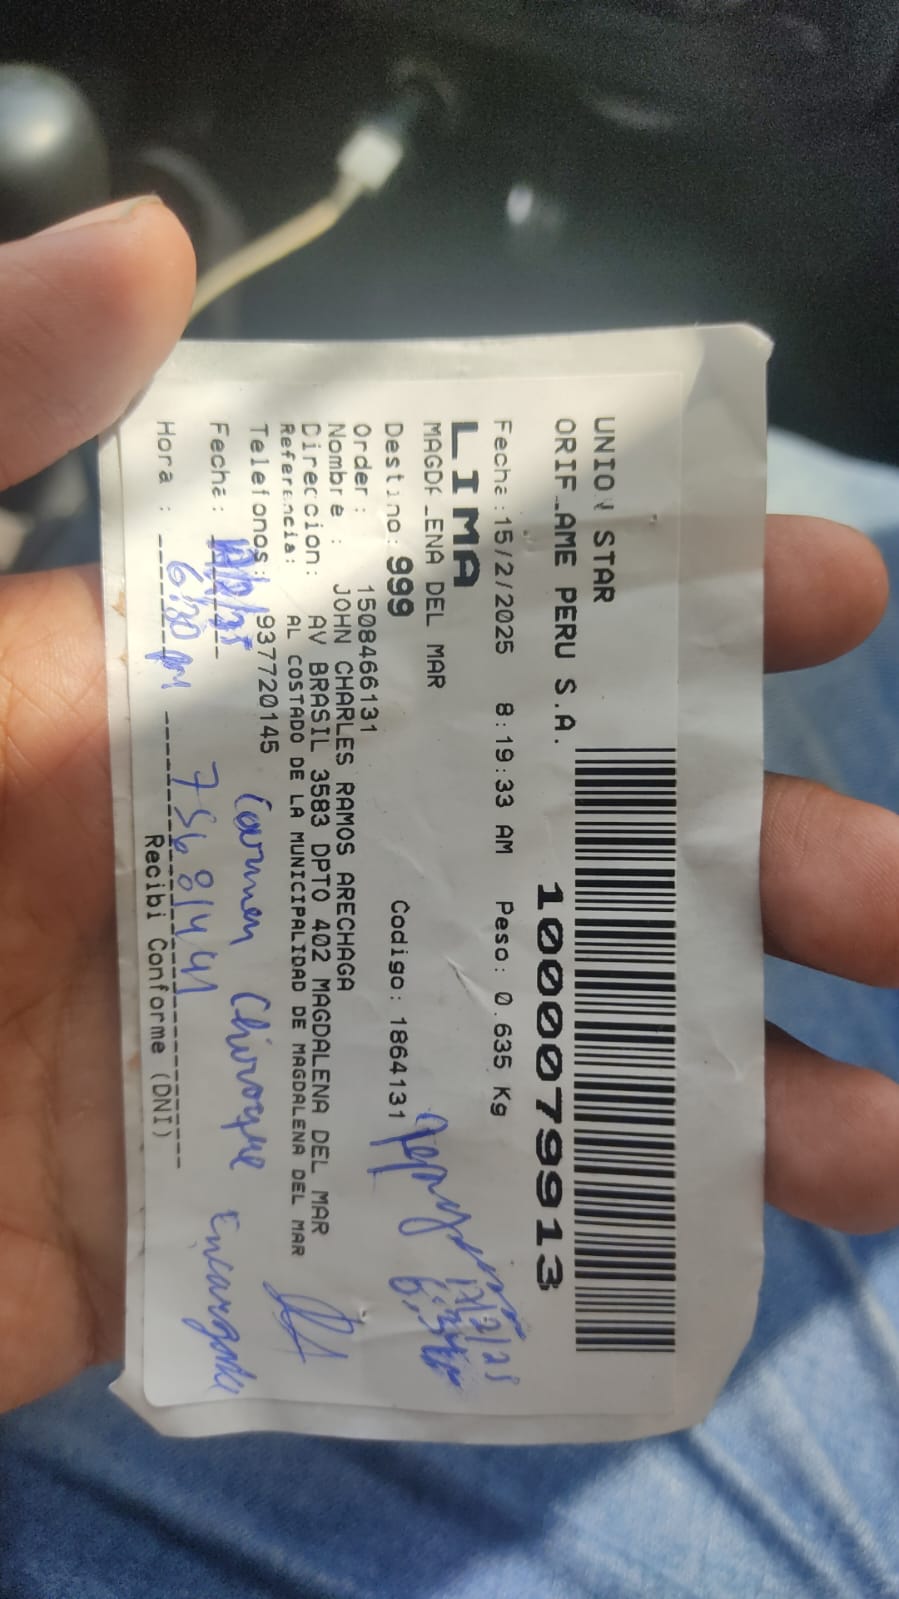 UNION STAR
ORIFLAME PERU S.A.
1000079913
Fecha:15/2/2025 8:19:33 AM Peso: 0.635 Kg
LIMA
MAGDALENA DEL MAR
Destino: 999 Codigo: 1864131
Order: 1508466131
Nombre : JOHN CHARLES RAMOS ARECHAGA
Direccion: AV BRASIL 3583 DPTO 402 MAGDALENA DEL MAR
Referencia: AL COSTADO DE LA MUNICIPALIDAD DE MAGDALENA DEL MAR
Telefonos: 937720145
Carmen Chiroque Encargada
Fecha:
Hora : 6:30 pm 75681441
Recibi Conforme (DNI)